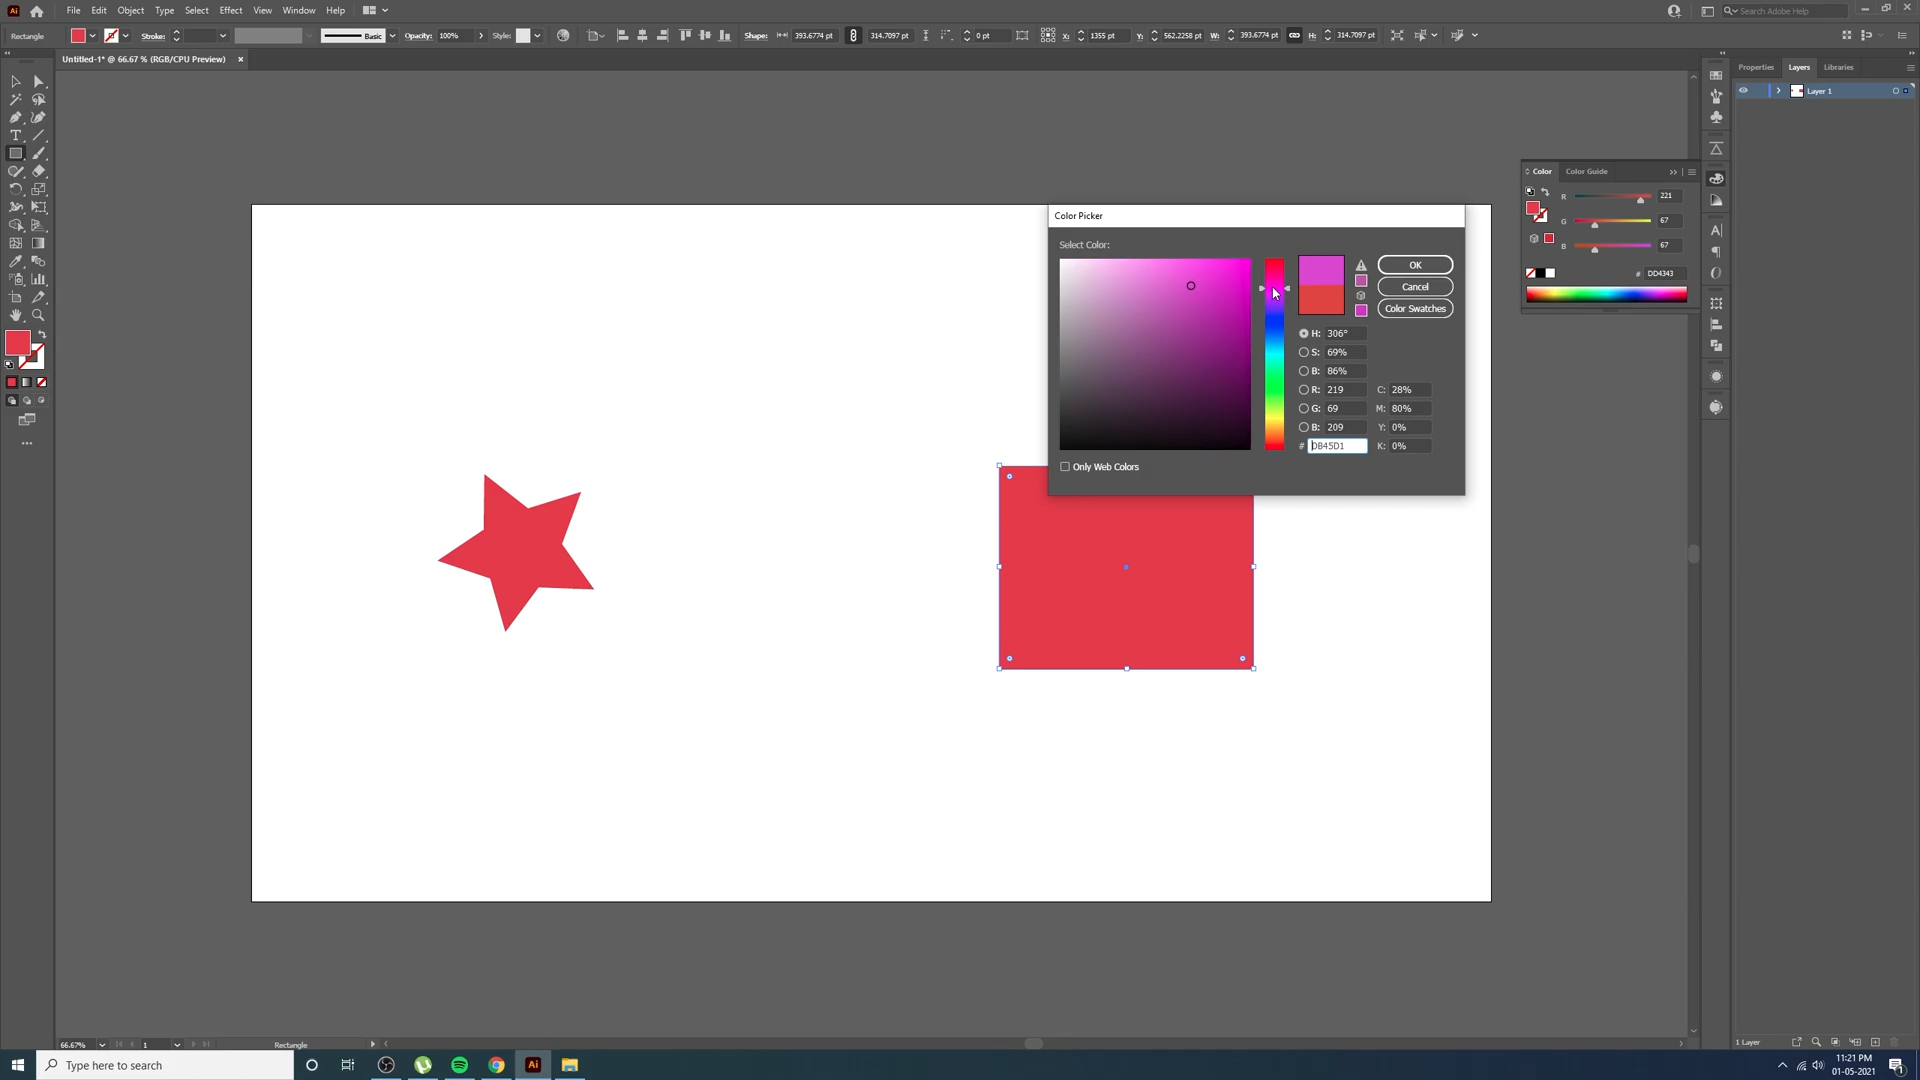 Ai File Edit Object Type Select Effect View Window Help Search Adobe Help
Rectangle Stroke: Basic Opacity: 100% Style: Shape: 393.6774 pt 314.7097 pt 0 pt X: 1355 pt Y: 562.2258 pt W: 393.6774 pt H: 314.7097 pt
Untitled-1* @ 66.67 % (RGB/CPU Preview) ×
Properties Layers Libraries
Layer 1
Color Color Guide
R 221
G 67
B 67
# DD4343
Color Picker
Select Color:
OK
Cancel
Color Swatches
H: 306°
S: 69%
B: 86%
R: 219 C: 28%
G: 69 M: 80%
B: 209 Y: 0%
# DB45D1 K: 0%
Only Web Colors
66.67% 1 Rectangle
1 Layer
Type here to search
Ai
11:21 PM
01-05-2021